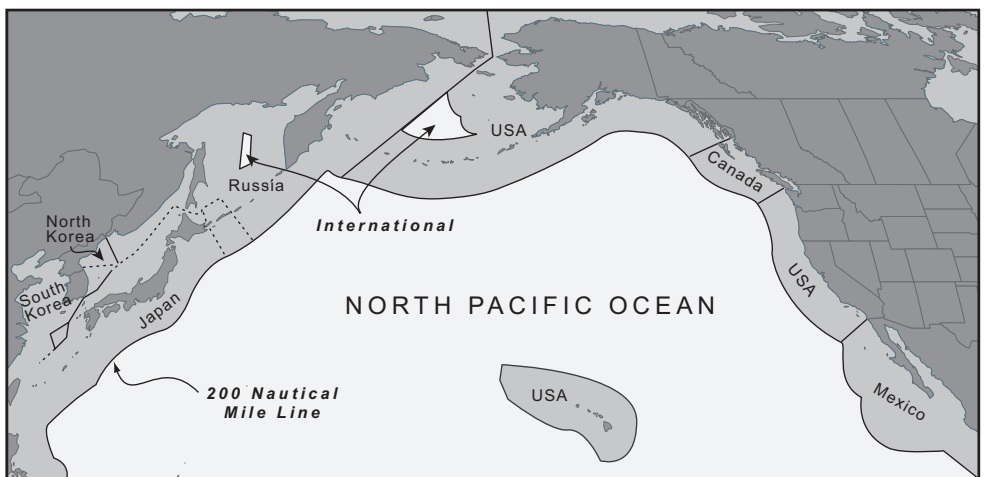 USA
Russia
Canada
North
Korea
International
South
Korea
Japan
USA
NORTH PACIFIC OCEAN
200 Nautical
Mile Line
USA
Mexico